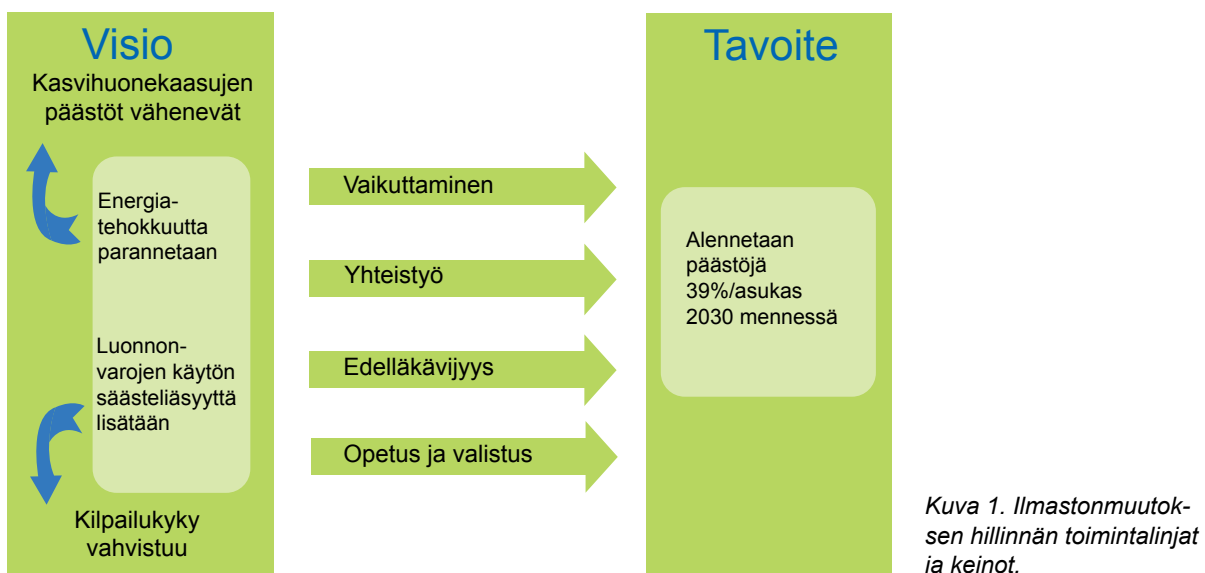 Visio
Kasvihuonekaasujen
päästöt vähenevät
Energia-
tehokkuutta
parannetaan
Luonnon-
varojen käytön
säästeliäsyyttä
lisätään
Kilpailukyky
vahvistuu
Vaikuttaminen
Yhteistyö
Edelläkävijyys
Opetus ja valistus
Tavoite
Alennetaan
päästöjä
39%/asukas
2030 mennessä
Kuva 1. Ilmastonmuutok-
sen hillinnän toimintalinjat
ja keinot.